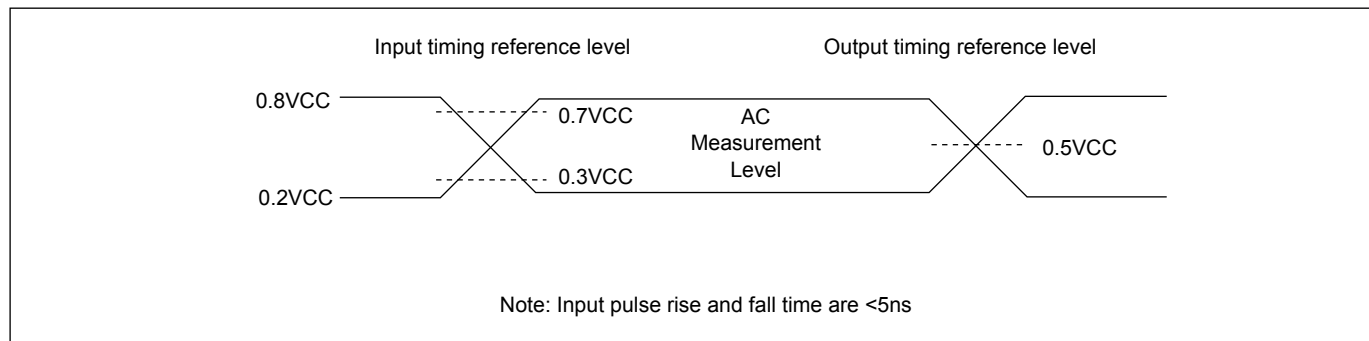 Input timing reference level
Output timing reference level
0.8VCC
0.7VCC
AC
Measurement
Level
0.5VCC
0.3VCC
0.2VCC
Note: Input pulse rise and fall time are <5ns